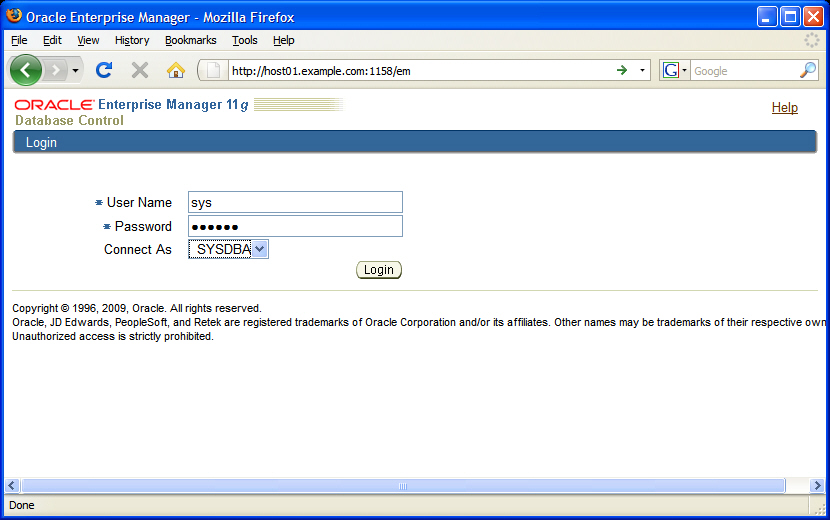 Oracle Enterprise Manager - Mozilla Firefox
File Edit View History Bookmarks Tools Help
http://host01.example.com:1158/em
G Google
ORACLE Enterprise Manager 11g
Database Control
Help
Login
* User Name sys
* Password ●●●●●●
Connect As SYSDBA
Login
Copyright © 1996, 2009, Oracle. All rights reserved.
Oracle, JD Edwards, PeopleSoft, and Retek are registered trademarks of Oracle Corporation and/or its affiliates. Other names may be trademarks of their respective own
Unauthorized access is strictly prohibited.
Done